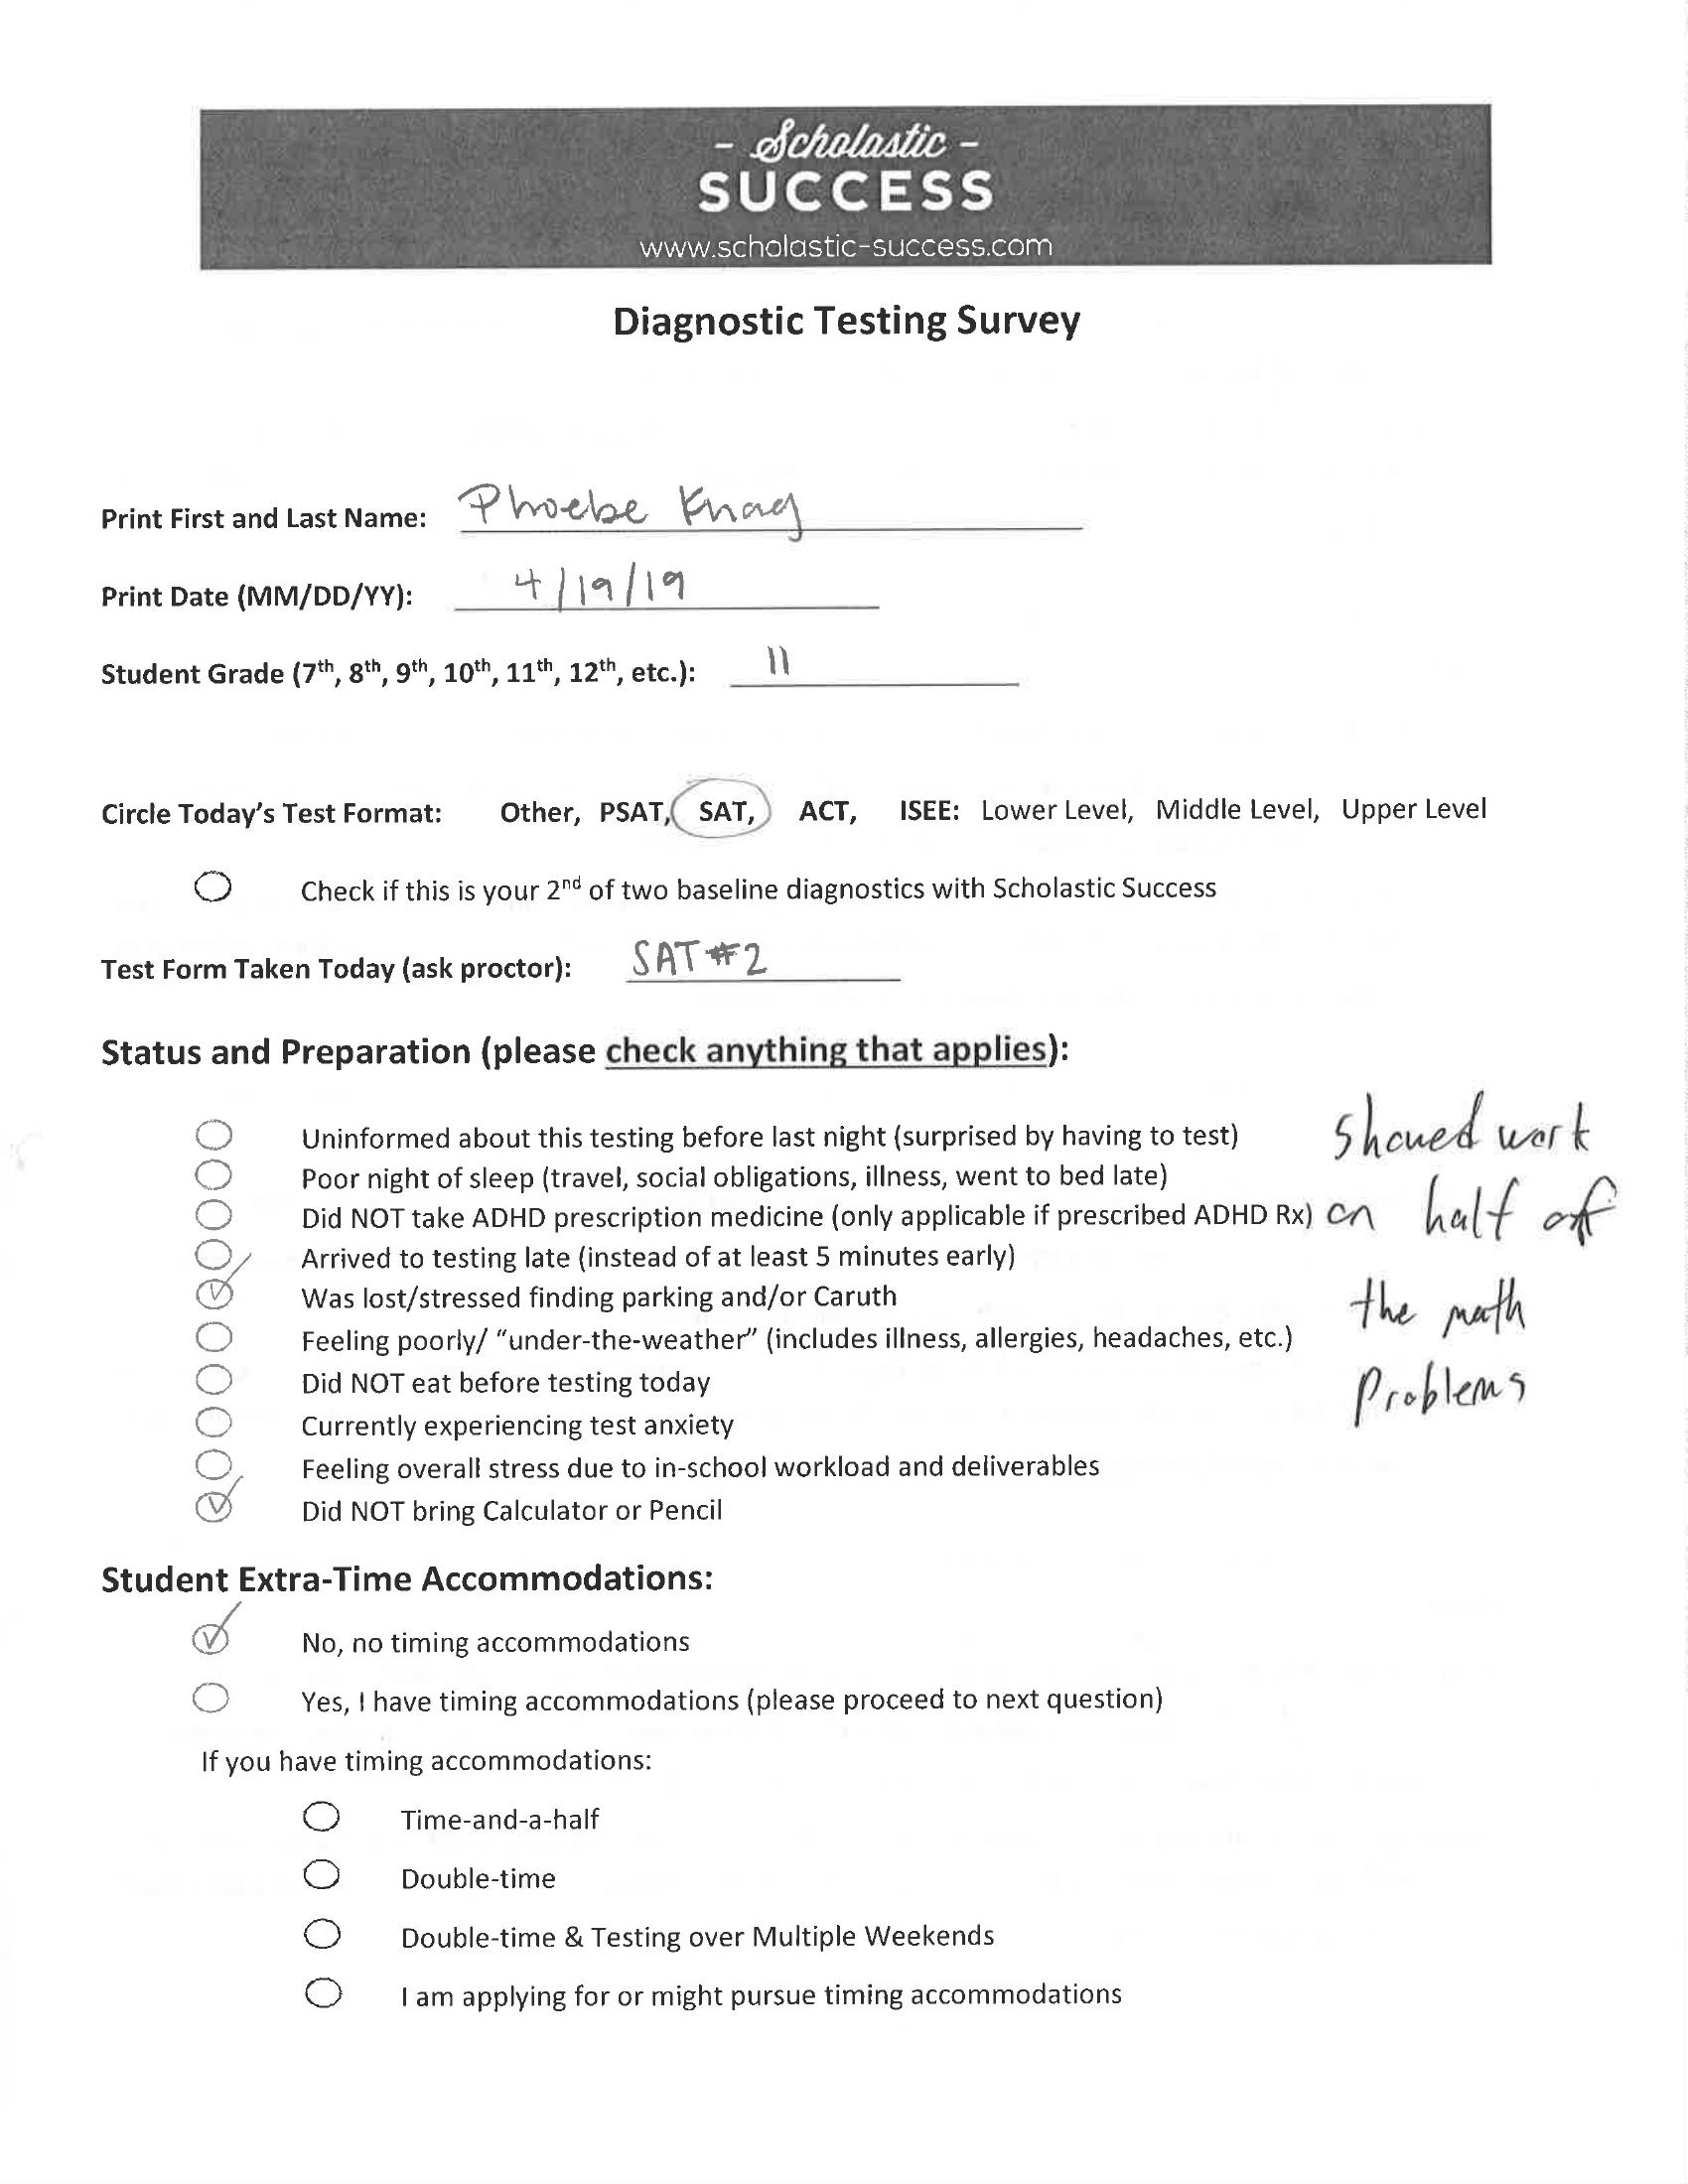 - Scholastic -
SUCCESS
www.scholastic-success.com
Diagnostic Testing Survey
Print First and Last Name: Phoebe Knag
Print Date (MM/DD/YY): 4/19/19
Student Grade (7th, 8th, 9th, 10th, 11th, 12th, etc.): 11
Circle Today's Test Format: Other, PSAT, SAT, ACT, ISEE: Lower Level, Middle Level, Upper Level
Check if this is your 2nd of two baseline diagnostics with Scholastic Success
Test Form Taken Today (ask proctor): SAT #2
Status and Preparation (please check anything that applies):
Uninformed about this testing before last night (surprised by having to test)
Poor night of sleep (travel, social obligations, illness, went to bed late)
Did NOT take ADHD prescription medicine (only applicable if prescribed ADHD Rx)
Arrived to testing late (instead of at least 5 minutes early)
Was lost/stressed finding parking and/or Caruth
Feeling poorly/ "under-the-weather" (includes illness, allergies, headaches, etc.)
Did NOT eat before testing today
Currently experiencing test anxiety
Feeling overall stress due to in-school workload and deliverables
Did NOT bring Calculator or Pencil
showed work
on half of
the math
Problems
Student Extra-Time Accommodations:
No, no timing accommodations
Yes, I have timing accommodations (please proceed to next question)
If you have timing accommodations:
Time-and-a-half
Double-time
Double-time & Testing over Multiple Weekends
I am applying for or might pursue timing accommodations